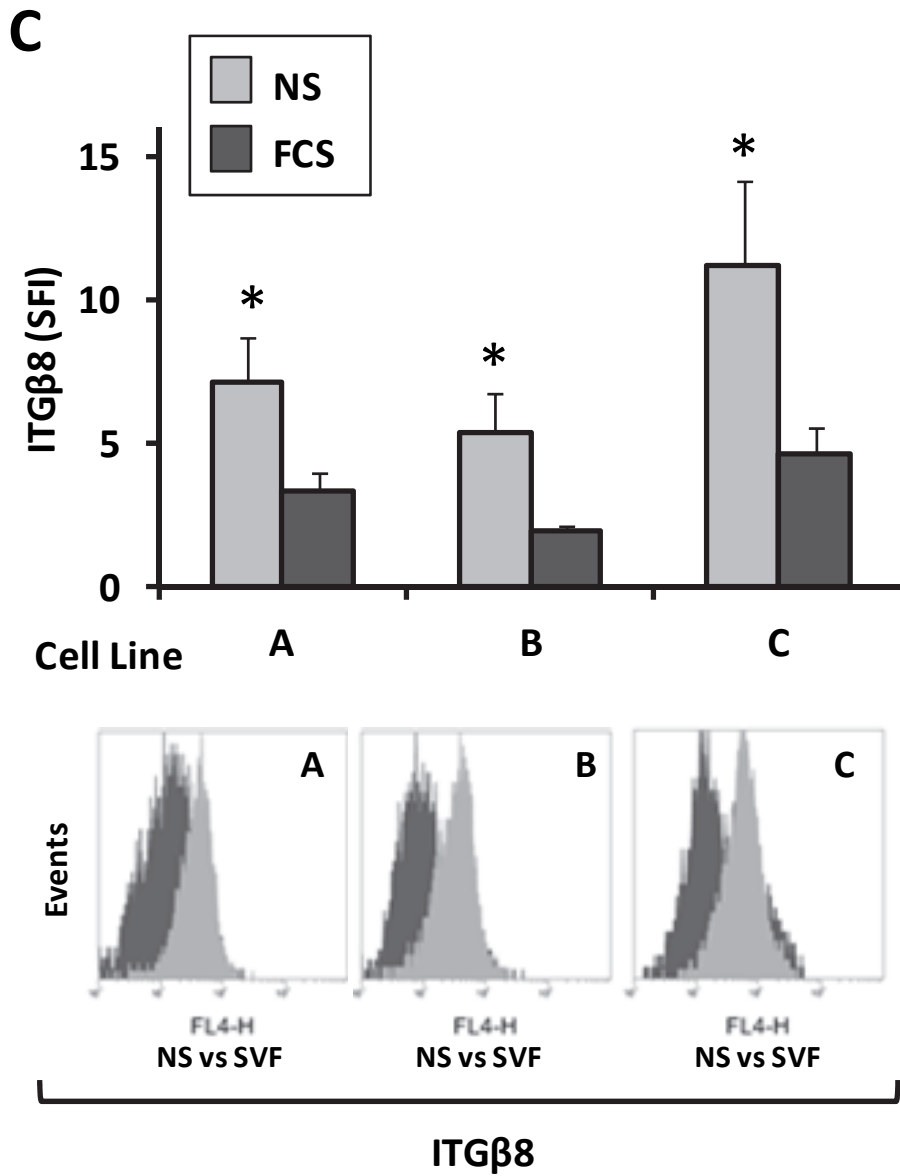 C
NS
FCS
15
10
5
0
ITGβ8 (SFI)
*
*
*
Cell Line
A
B
C
A
B
C
Events
FL4-H
FL4-H
FL4-H
NS vs SVF
NS vs SVF
NS vs SVF
ITGβ8